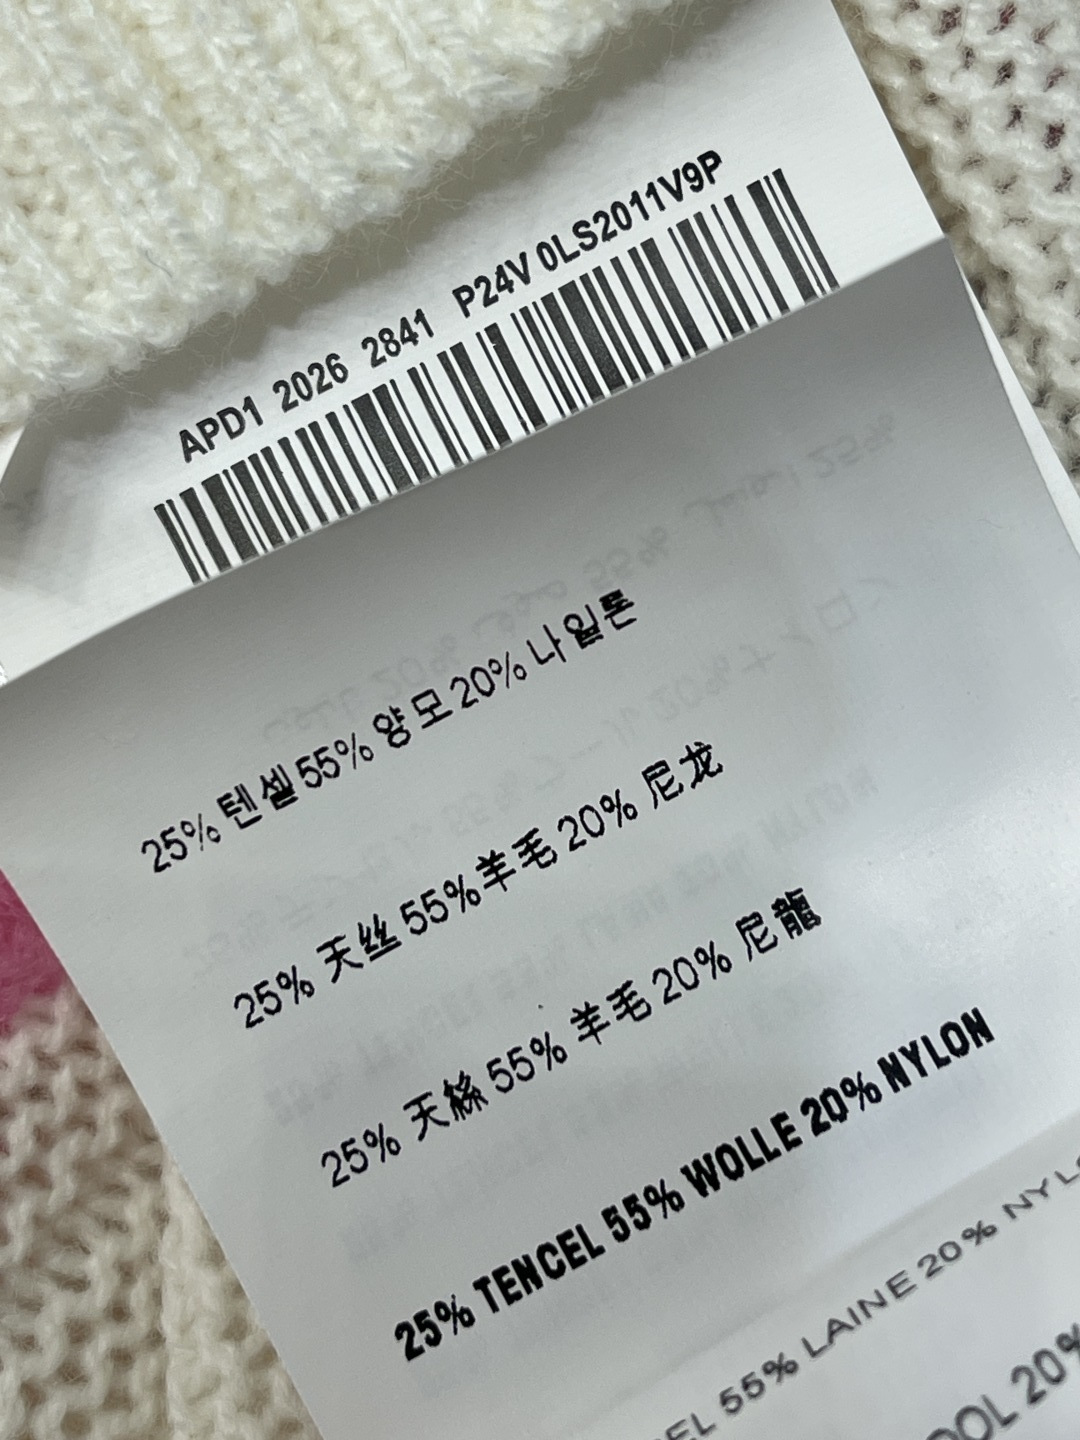 APD1 2026 2841 P24V 0LS2011V9P
25% 텐셀 55% 양모 20% 나일론
25% 天丝 55% 羊毛 20% 尼龙
25% 天絲 55% 羊毛 20% 尼龍
25% TENCEL 55% WOLLE 20% NYLON
55% LAINE 20%
20%